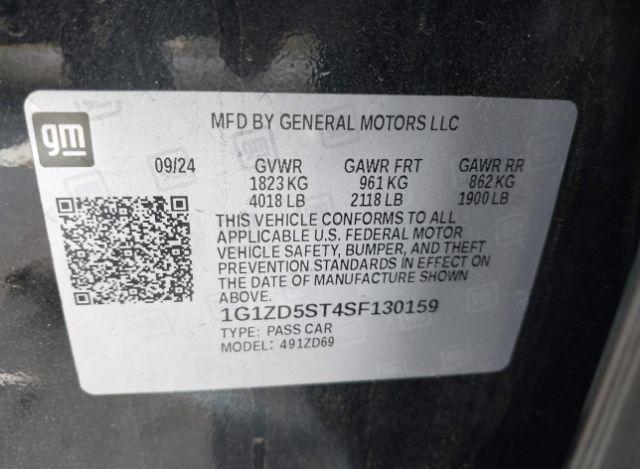 gm
MFD BY GENERAL MOTORS LLC
09/24 GVWR GAWR FRT GAWR RR
1823 KG 961 KG 862 KG
4018 LB 2118 LB 1900 LB
THIS VEHICLE CONFORMS TO ALL
APPLICABLE U.S. FEDERAL MOTOR
VEHICLE SAFETY, BUMPER, AND THEFT
PREVENTION STANDARDS IN EFFECT ON
THE DATE OF MANUFACTURE SHOWN
ABOVE.
1G1ZD5ST4SF130159
TYPE: PASS CAR
MODEL: 491ZD69